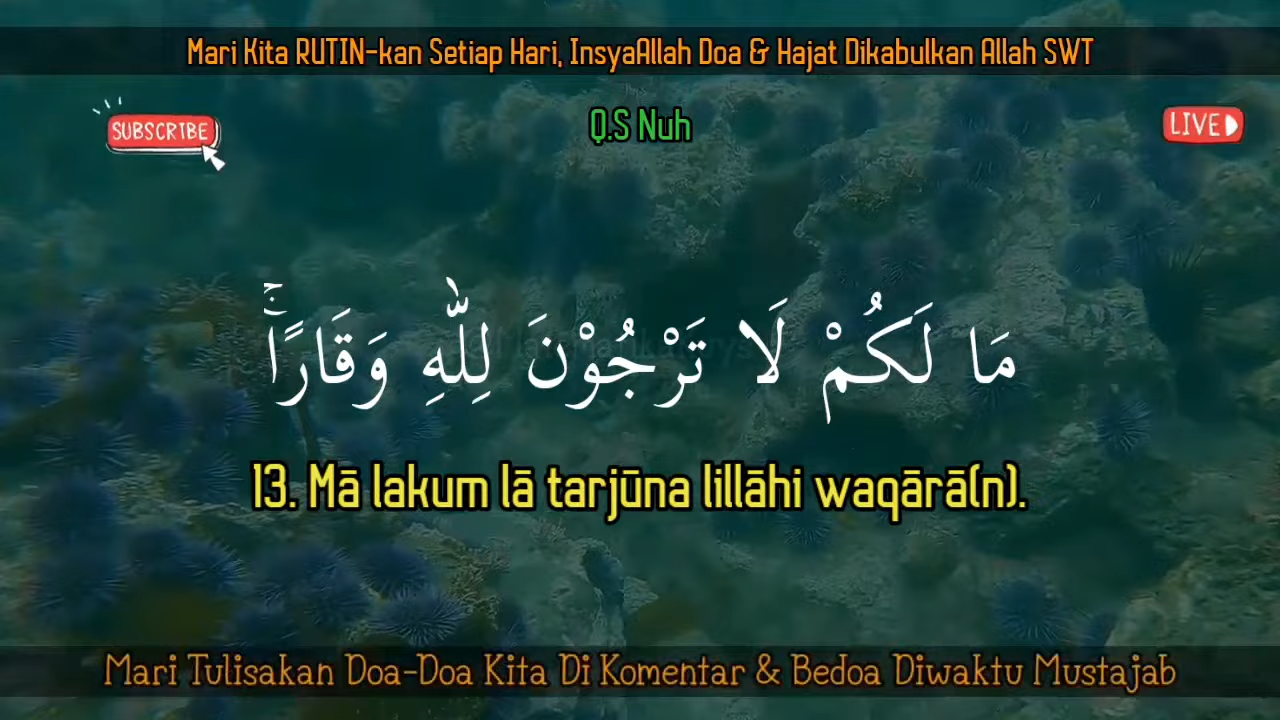 Mari Kita RUTIN-kan Setiap Hari, InsyaAllah Doa & Hajat Dikabulkan Allah SWT
SUBSCRIBE
Q.S Nuh
LIVE
مَا لَكُمْ لَا تَرْجُوْنَ لِلّٰهِ وَقَارًاۚ
13. Mā lakum lā tarjūna lillāhi waqārā(n).
Mari Tulisakan Doa-Doa Kita Di Komentar & Bedoa Diwaktu Mustajab